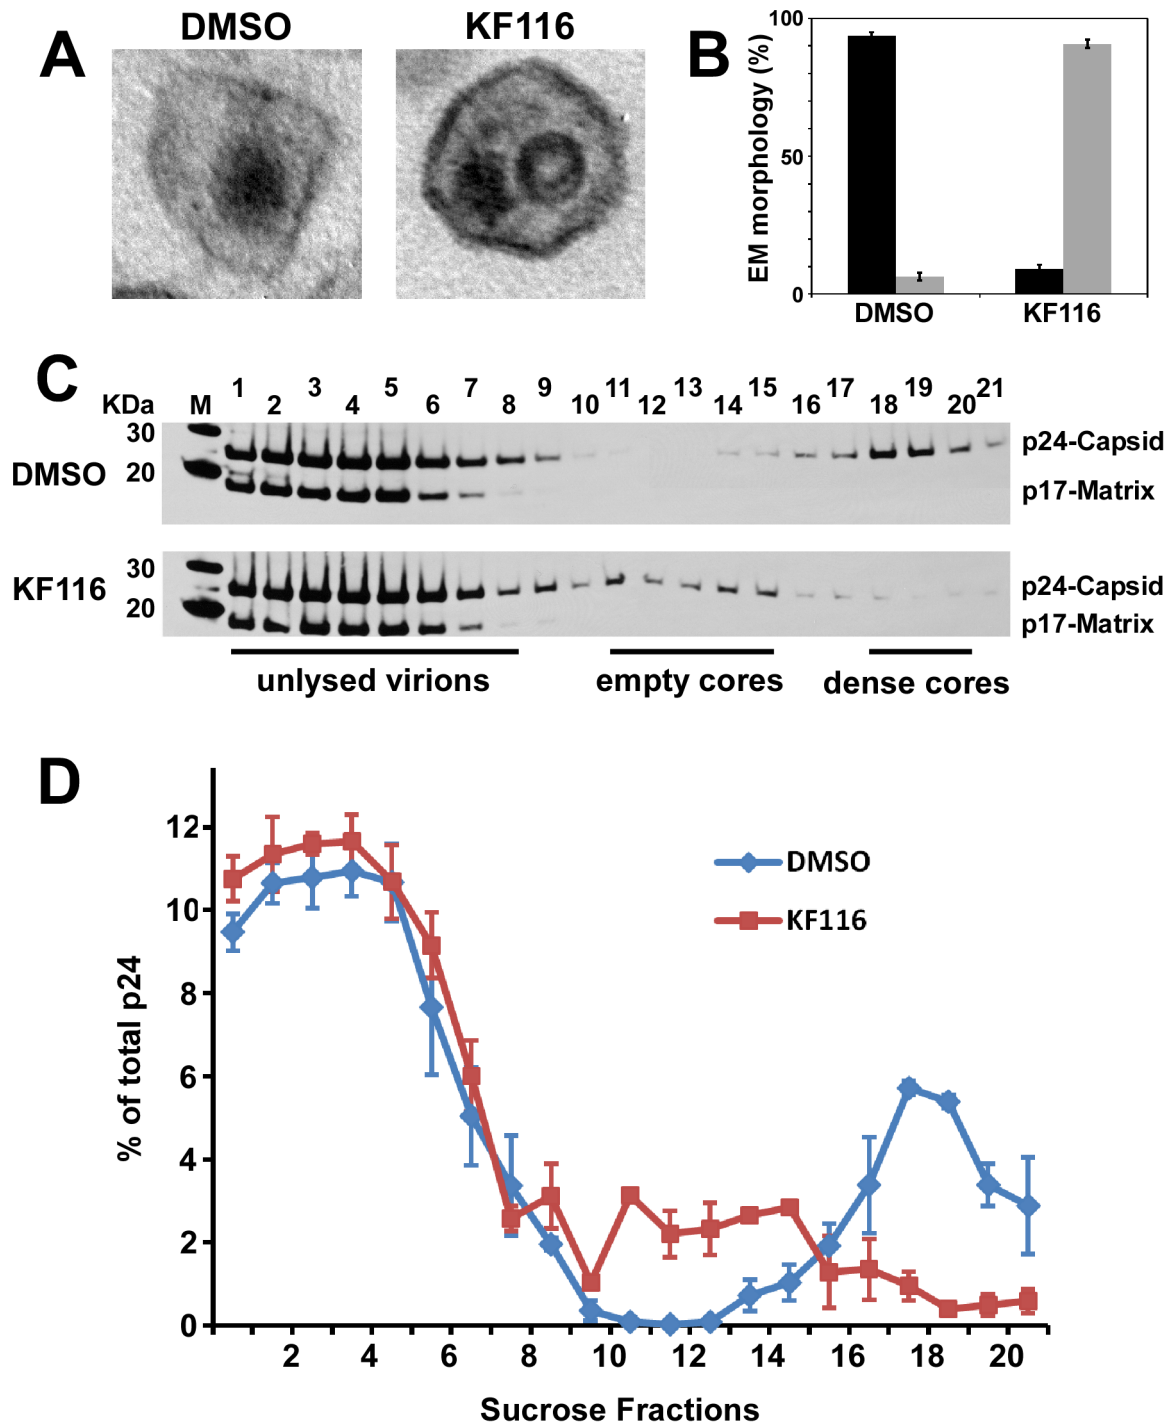 A
DMSO
KF116
B
EM morphology (%)
100
50
0
DMSO
KF116
C
KDa
M
1 2 3 4 5 6 7 8 9 10 11 12 13 14 15 16 17 18 19 20 21
DMSO
30
20
p24-Capsid
p17-Matrix
KF116
30
20
p24-Capsid
p17-Matrix
unlysed virions
empty cores
dense cores
D
% of total p24
12
10
8
6
4
2
0
DMSO
KF116
2 4 6 8 10 12 14 16 18 20
Sucrose Fractions